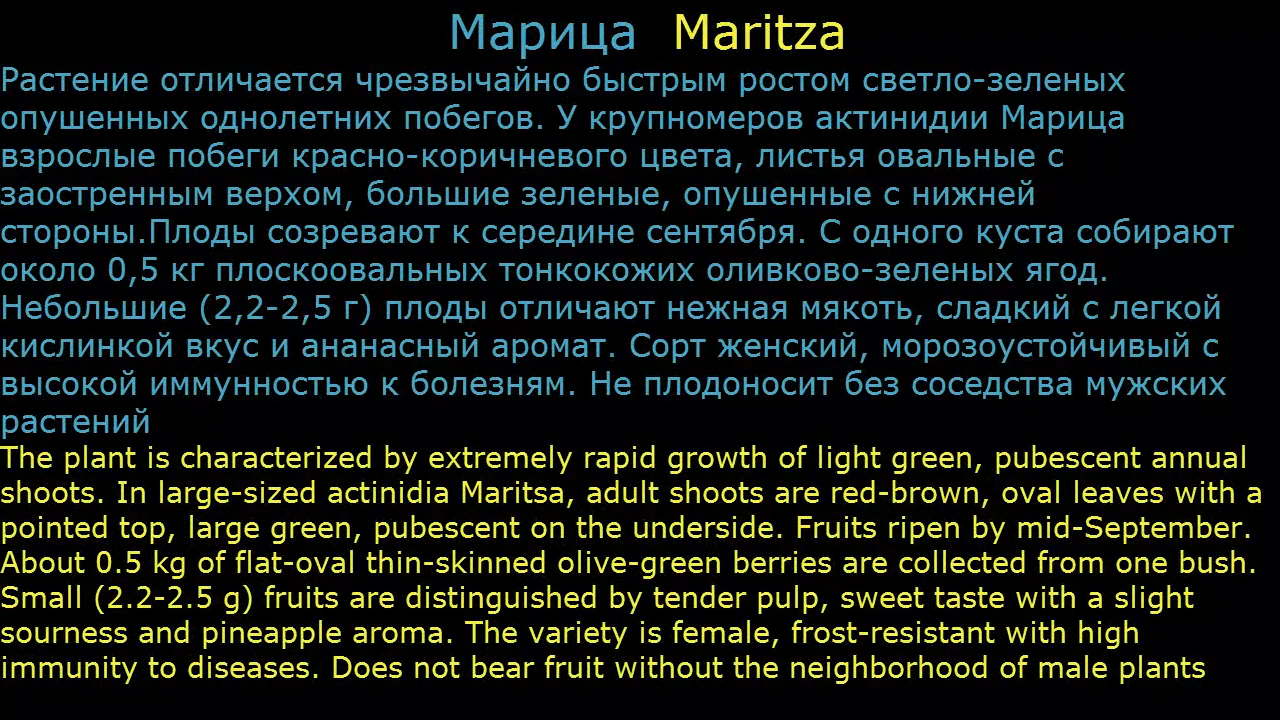 Марица Maritza
Растение отличается чрезвычайно быстрым ростом светло-зеленых
опушенных однолетних побегов. У крупномеров актинидии Марица
взрослые побеги красно-коричневого цвета, листья овальные с
заостренным верхом, большие зеленые, опушенные с нижней
стороны.Плоды созревают к середине сентября. С одного куста собирают
около 0,5 кг плоскоовальных тонкокожих оливково-зеленых ягод.
Небольшие (2,2-2,5 г) плоды отличают нежная мякоть, сладкий с легкой
кислинкой вкус и ананасный аромат. Сорт женский, морозоустойчивый с
высокой иммунностью к болезням. Не плодоносит без соседства мужских
растений
The plant is characterized by extremely rapid growth of light green, pubescent annual
shoots. In large-sized actinidia Maritsa, adult shoots are red-brown, oval leaves with a
pointed top, large green, pubescent on the underside. Fruits ripen by mid-September.
About 0.5 kg of flat-oval thin-skinned olive-green berries are collected from one bush.
Small (2.2-2.5 g) fruits are distinguished by tender pulp, sweet taste with a slight
sourness and pineapple aroma. The variety is female, frost-resistant with high
immunity to diseases. Does not bear fruit without the neighborhood of male plants